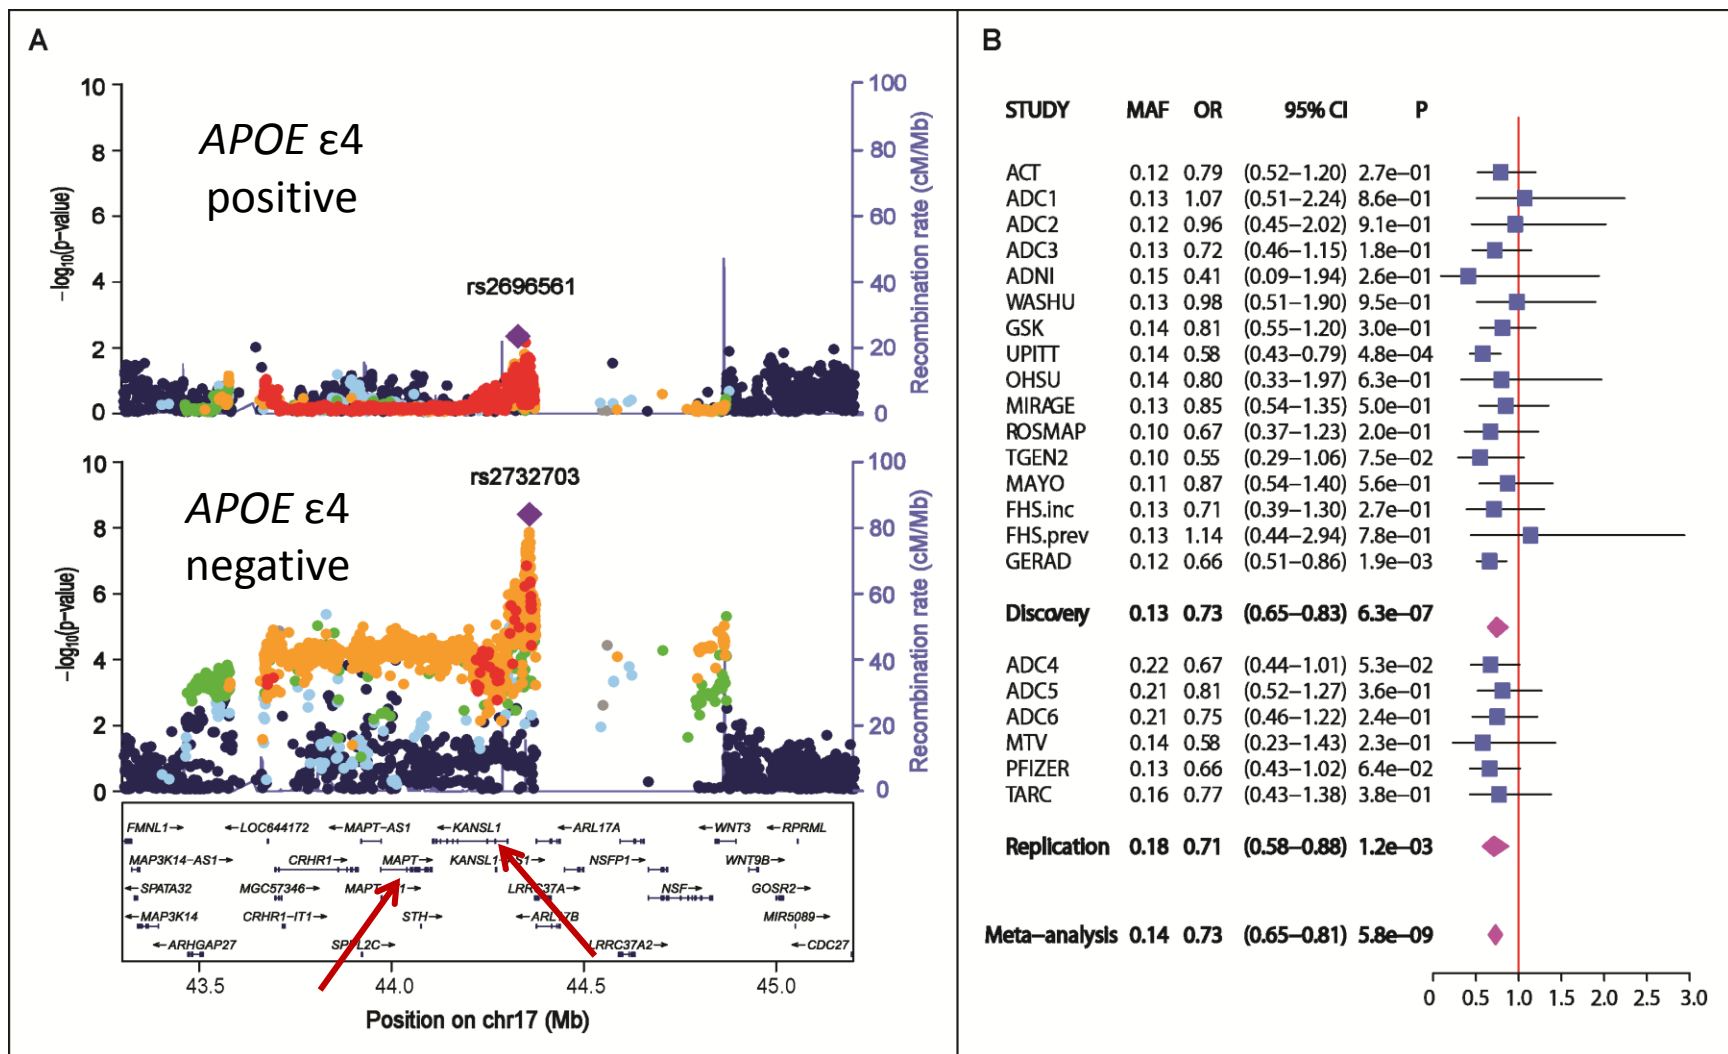 A
10
8
6
4
2
0
−log10(p−value)
100
80
60
40
20
0
Recombination rate (cM/Mb)
APOE ε4
positive
rs2696561
10
8
6
4
2
0
−log10(p−value)
100
80
60
40
20
0
Recombination rate (cM/Mb)
APOE ε4
negative
rs2732703
FMNL1→ ←LOC644172 ←MAPT−AS1 ←KANSL1 ←ARL17A ←WNT3 ←RPRML
MAP3K14−AS1→ CRHR1→ MAPT→ NSFP1→ WNT9B→
←SPATA32 MGC57346→ LRRC37A→ NSF→ GOSR2→
←MAP3K14 CRHR1−IT1→ STH→ ←ARL17B MIR5089→
←ARHGAP27 LRRC37A2→ ←CDC27
43.5 44.0 44.5 45.0
Position on chr17 (Mb)
B
STUDY MAF OR 95% CI P
ACT 0.12 0.79 (0.52−1.20) 2.7e−01
ADC1 0.13 1.07 (0.51−2.24) 8.6e−01
ADC2 0.12 0.96 (0.45−2.02) 9.1e−01
ADC3 0.13 0.72 (0.46−1.15) 1.8e−01
ADNI 0.15 0.41 (0.09−1.94) 2.6e−01
WASHU 0.13 0.98 (0.51−1.90) 9.5e−01
GSK 0.14 0.81 (0.55−1.20) 3.0e−01
UPITT 0.14 0.58 (0.43−0.79) 4.8e−04
OHSU 0.14 0.80 (0.33−1.97) 6.3e−01
MIRAGE 0.13 0.85 (0.54−1.35) 5.0e−01
ROSMAP 0.10 0.67 (0.37−1.23) 2.0e−01
TGEN2 0.10 0.55 (0.29−1.06) 7.5e−02
MAYO 0.11 0.87 (0.54−1.40) 5.6e−01
FHS.inc 0.13 0.71 (0.39−1.30) 2.7e−01
FHS.prev 0.13 1.14 (0.44−2.94) 7.8e−01
GERAD 0.12 0.66 (0.51−0.86) 1.9e−03
Discovery 0.13 0.73 (0.65−0.83) 6.3e−07
ADC4 0.22 0.67 (0.44−1.01) 5.3e−02
ADC5 0.21 0.81 (0.52−1.27) 3.6e−01
ADC6 0.21 0.75 (0.46−1.22) 2.4e−01
MTV 0.14 0.58 (0.23−1.43) 2.3e−01
PFIZER 0.13 0.66 (0.43−1.02) 6.4e−02
TARC 0.16 0.77 (0.43−1.38) 3.8e−01
Replication 0.18 0.71 (0.58−0.88) 1.2e−03
Meta−analysis 0.14 0.73 (0.65−0.81) 5.8e−09
0 0.5 1.0 1.5 2.0 2.5 3.0